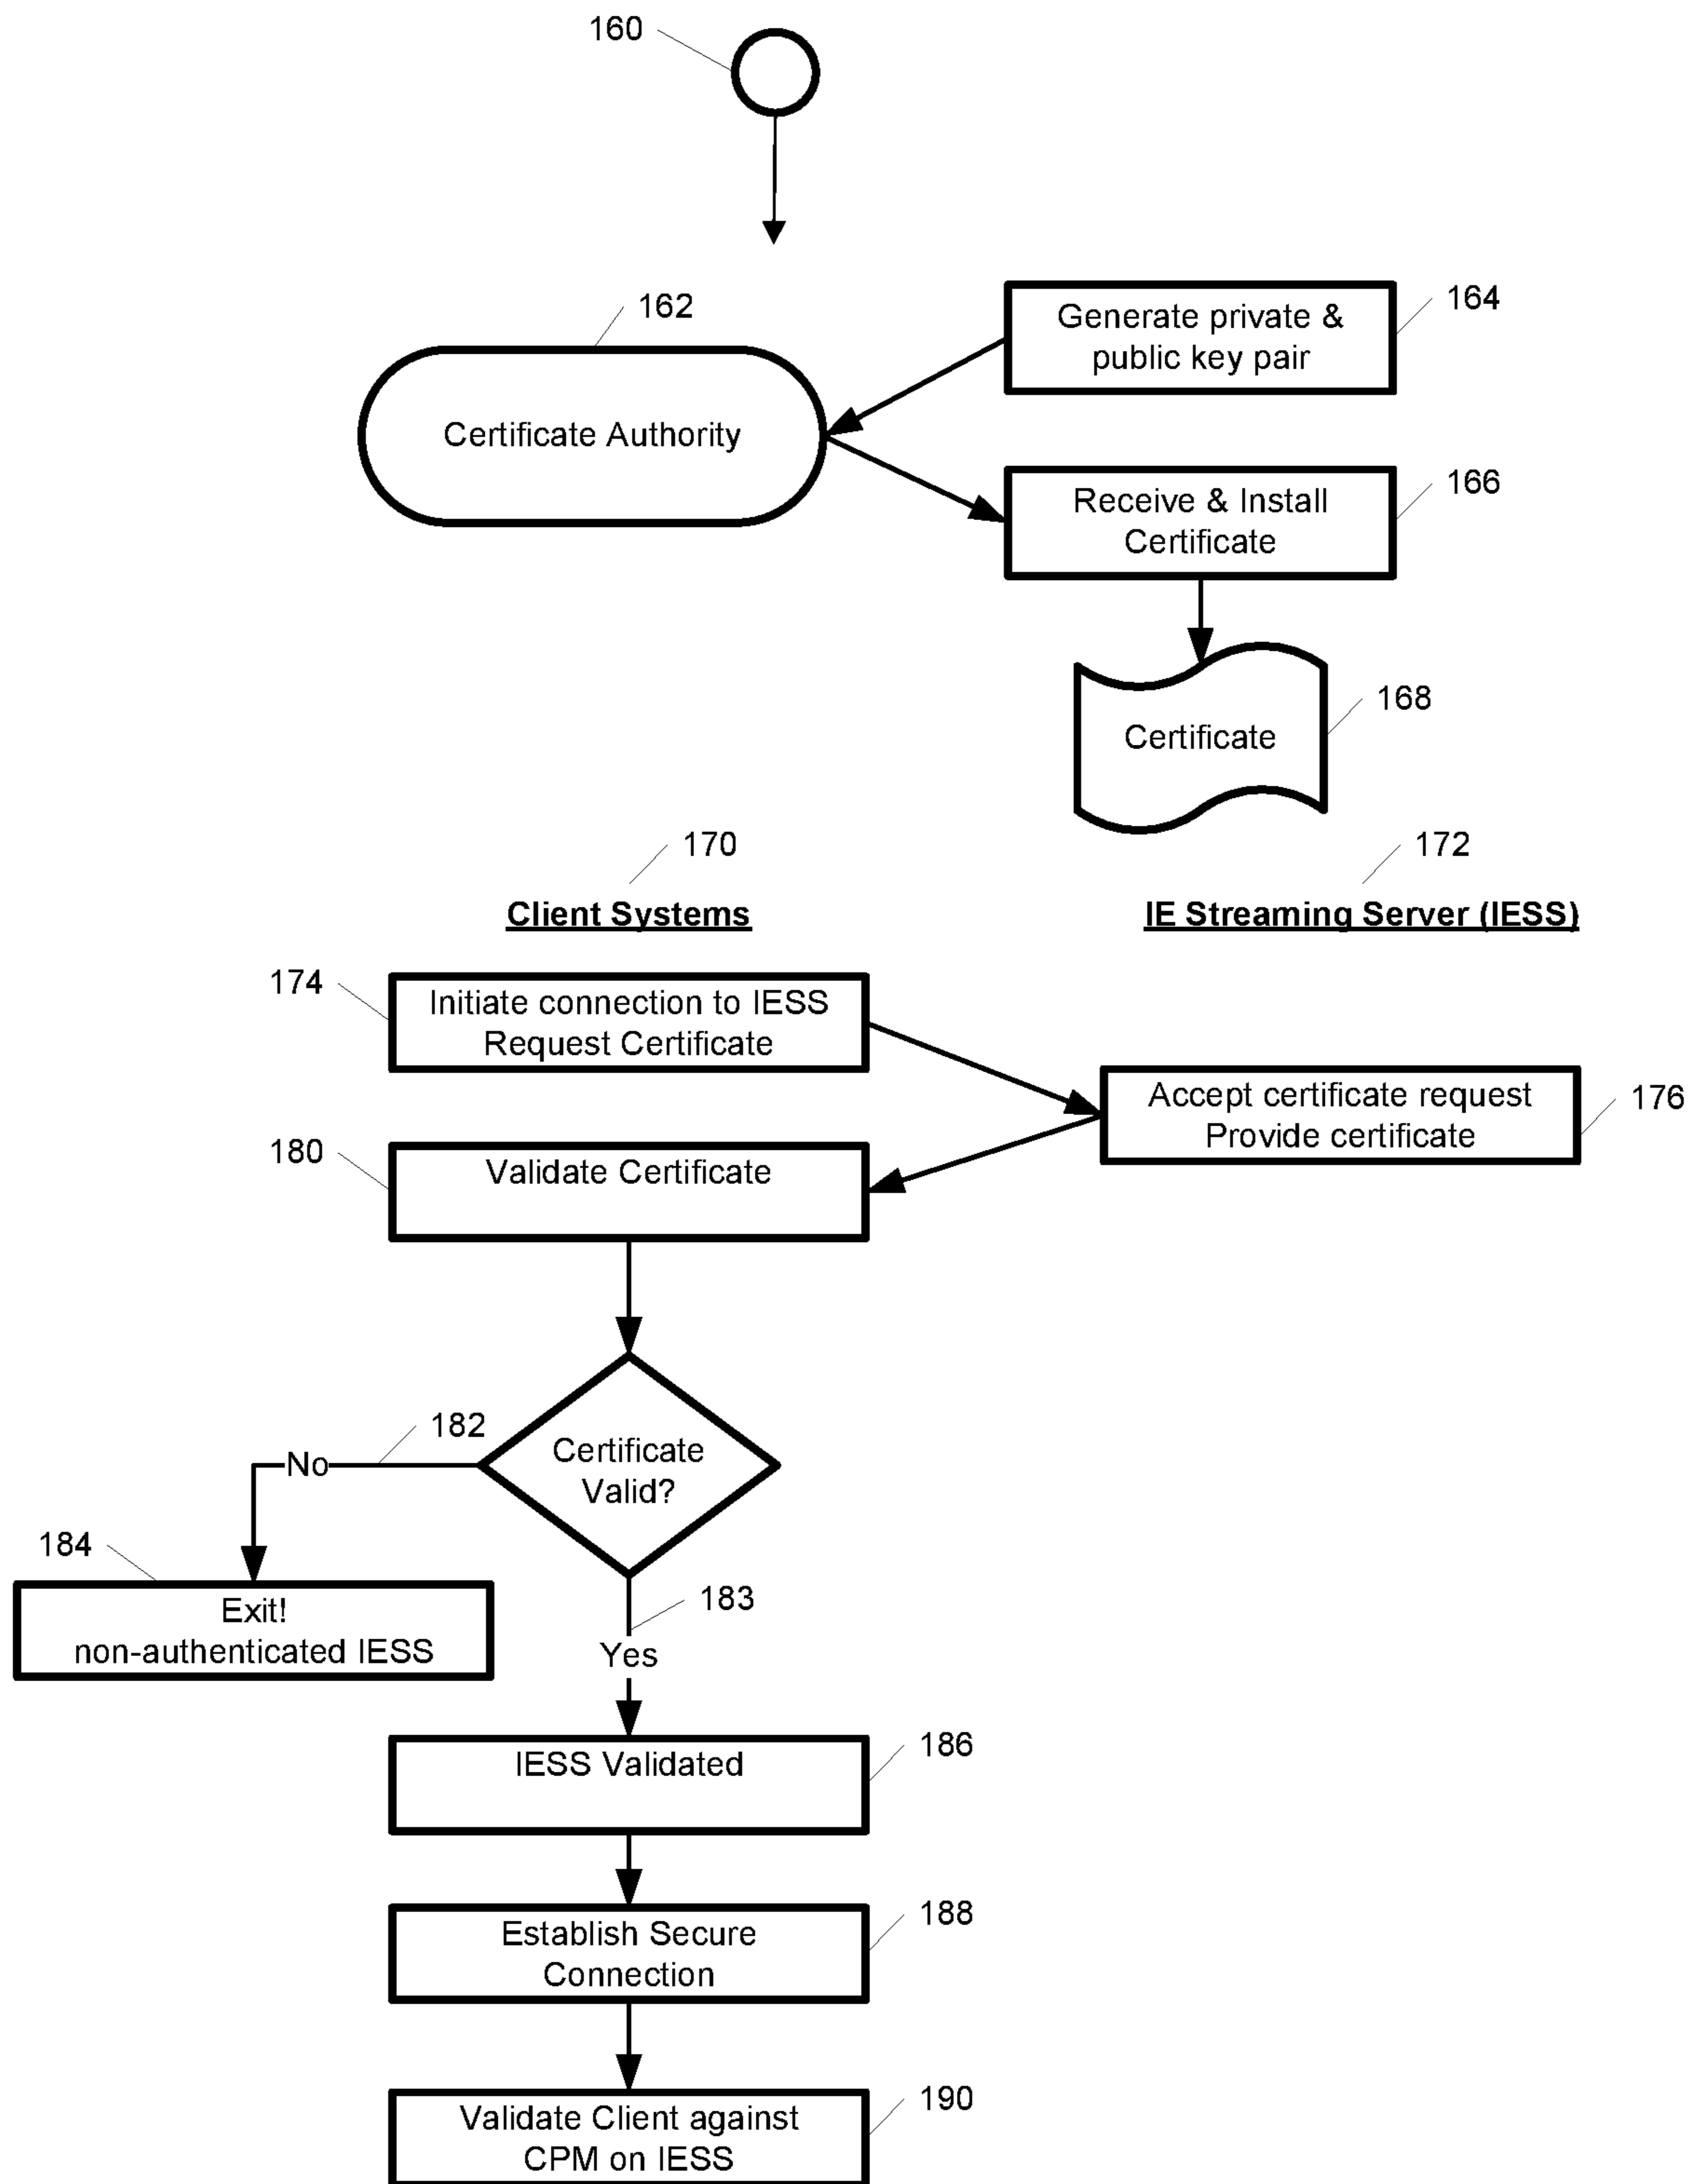 160
162
164
Generate private &
public key pair
Certificate Authority
166
Receive & Install
Certificate
168
Certificate
170
172
Client Systems
IE Streaming Server (IESS)
174
Initiate connection to IESS
Request Certificate
Accept certificate request
Provide certificate
176
180
Validate Certificate
182
No
Certificate
Valid?
184
Exit!
non-authenticated IESS
183
Yes
186
IESS Validated
188
Establish Secure
Connection
190
Validate Client against
CPM on IESS